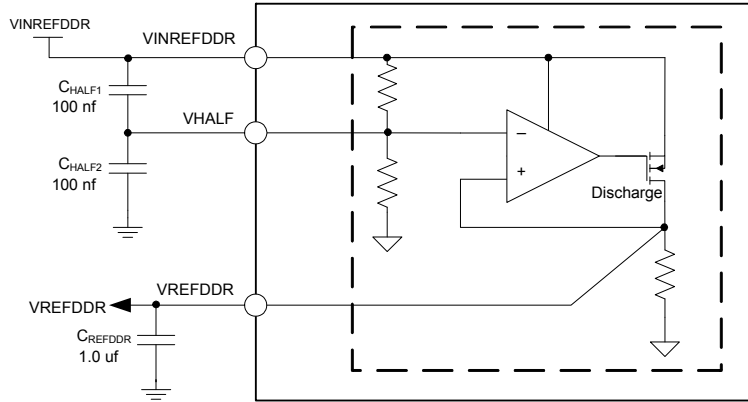 VINREFDDR
VINREFDDR
CHALF1
100 nf
VHALF
CHALF2
100 nf
−
+
Discharge
VREFDDR
VREFDDR
CREFDDR
1.0 uf